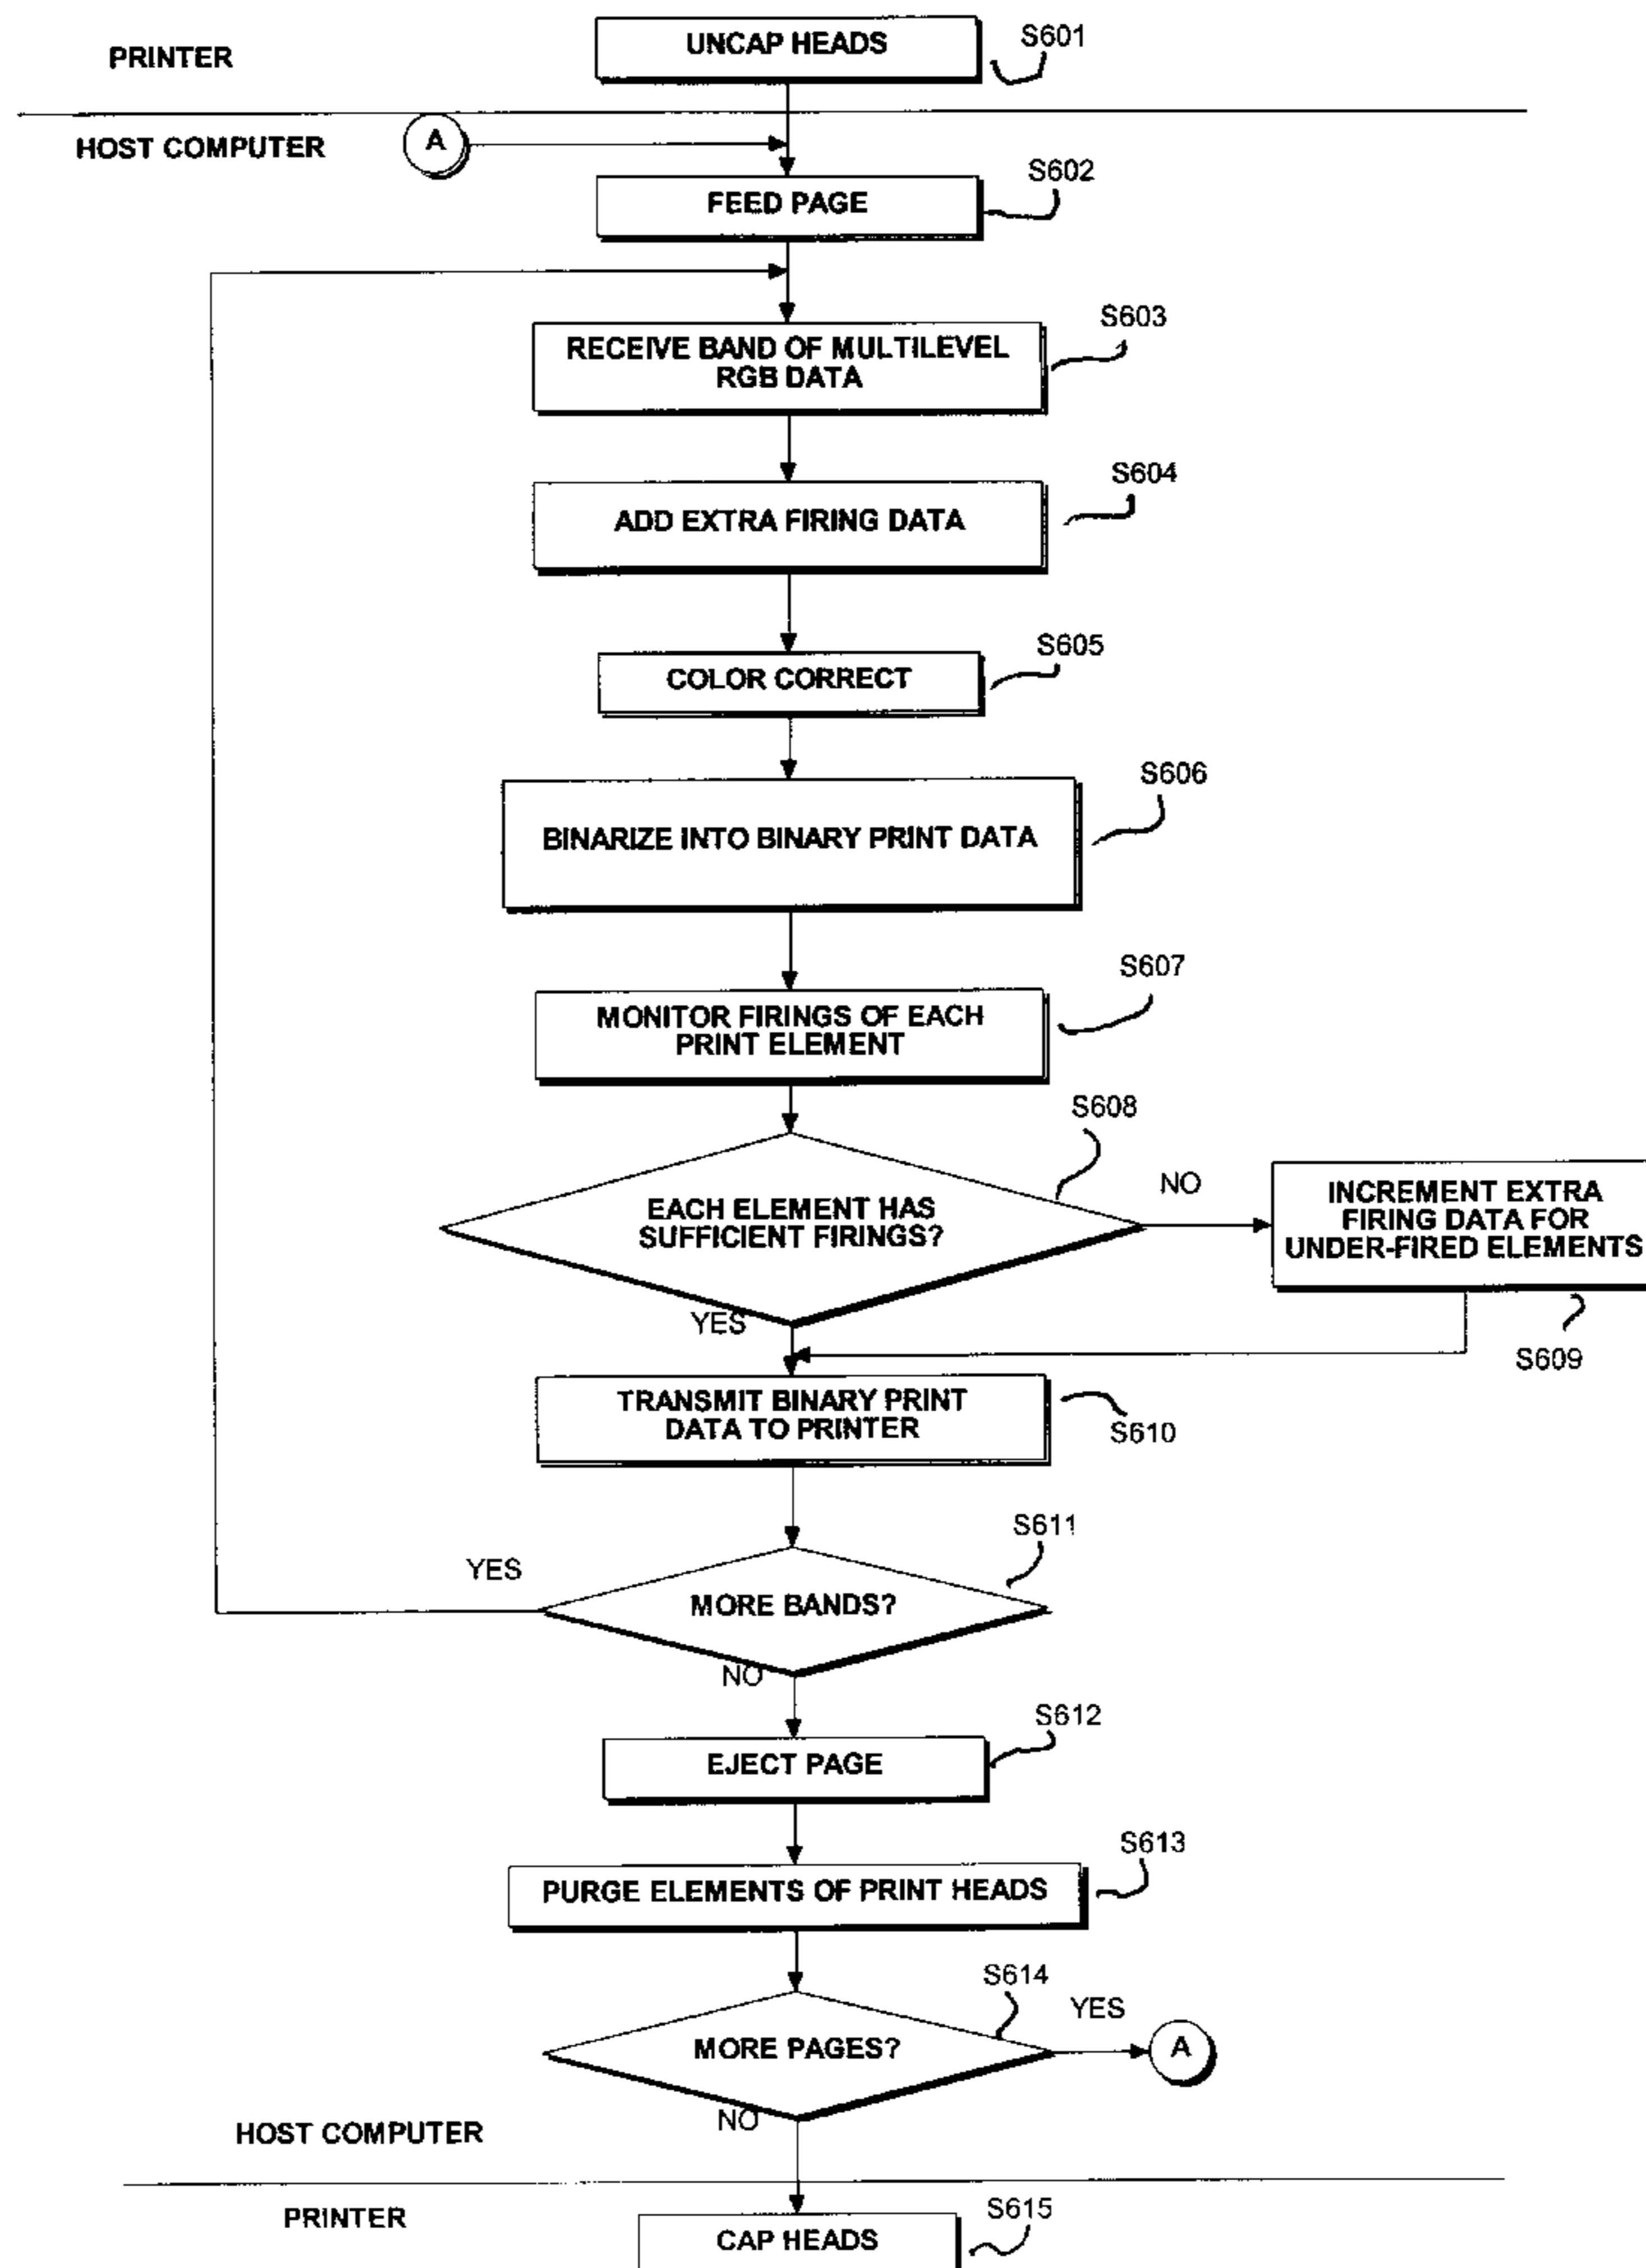 UNCAP HEADS
S601
PRINTER
HOST COMPUTER
A
S602
FEED PAGE
S603
RECEIVE BAND OF MULTILEVEL
RGB DATA
S604
ADD EXTRA FIRING DATA
S605
COLOR CORRECT
S606
BINARIZE INTO BINARY PRINT DATA
S607
MONITOR FIRINGS OF EACH
PRINT ELEMENT
S608
EACH ELEMENT HAS
SUFFICIENT FIRINGS?
NO
INCREMENT EXTRA
FIRING DATA FOR
UNDER-FIRED ELEMENTS
YES
S609
TRANSMIT BINARY PRINT
DATA TO PRINTER
S610
S611
YES
MORE BANDS?
NO
S612
EJECT PAGE
S613
PURGE ELEMENTS OF PRINT HEADS
S614
YES
MORE PAGES?
A
NO
HOST COMPUTER
PRINTER
S615
CAP HEADS